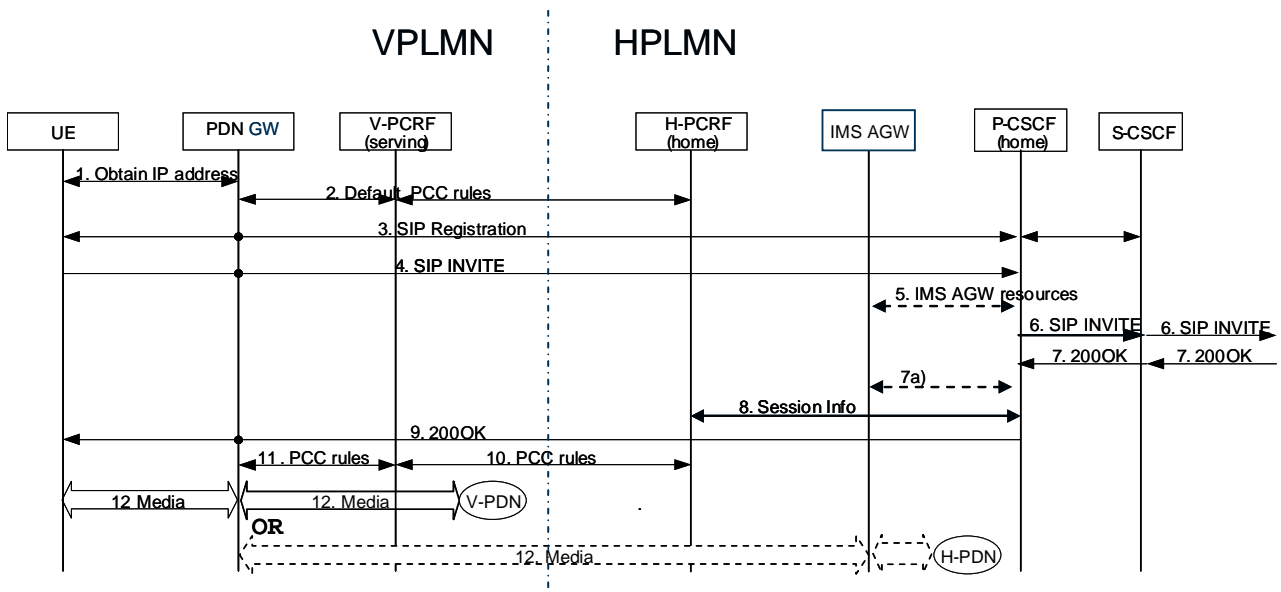 VPLMN HPLMN
UE
PDN GW
V-PCRF
(serving)
H-PCRF
(home)
IMS AGW
P-CSCF
(home)
S-CSCF
1. Obtain IP address
2. Default PCC rules
3. SIP Registration
4. SIP INVITE
5. IMS AGW resources
6. SIP INVITE
6. SIP INVITE
7. 200OK
7. 200OK
7a)
8. Session Info
9. 200OK
11. PCC rules
10. PCC rules
12 Media
12. Media
V-PDN
OR
12. Media
H-PDN